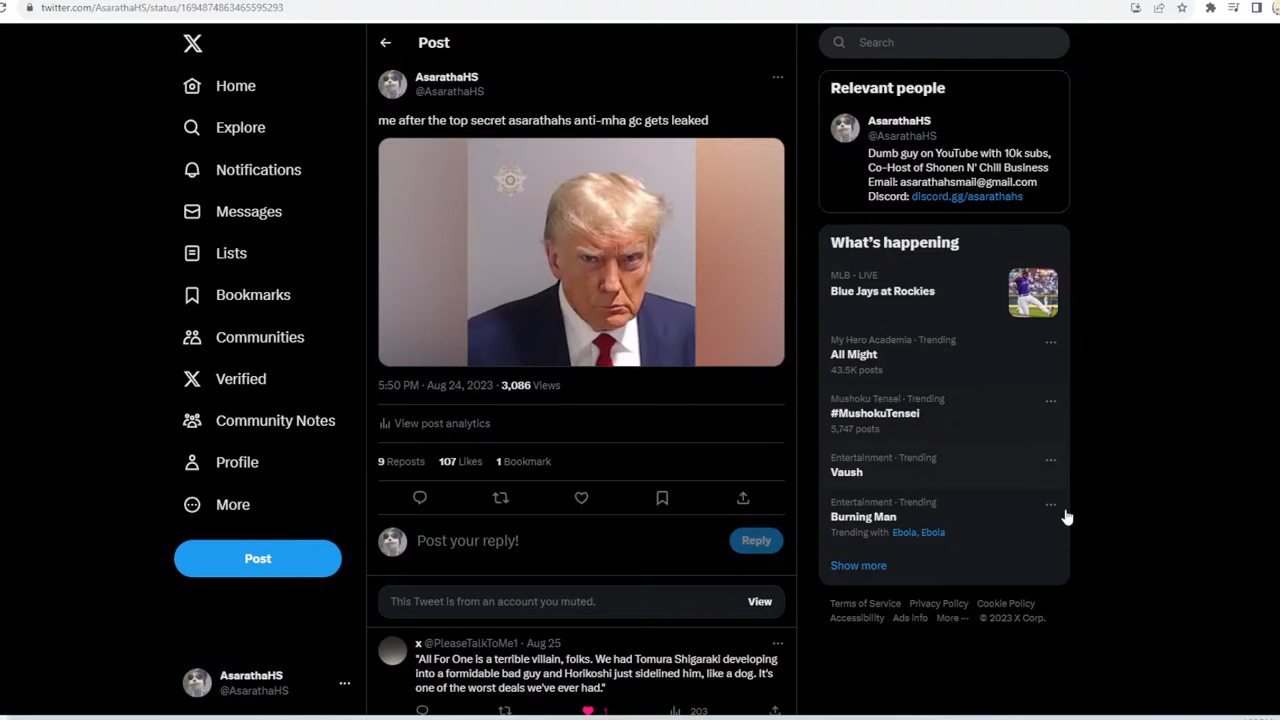 twitter.com/AsarathaHS/status/1694874863465595293
X
Home
Explore
Notifications
Messages
Lists
Bookmarks
Communities
Verified
Community Notes
Profile
More
Post
AsarathaHS
@AsarathaHS
Post
AsarathaHS
@AsarathaHS
me after the top secret asarathahs anti-mha gc gets leaked
5:50 PM · Aug 24, 2023 · 3,086 Views
View post analytics
9 Reposts 107 Likes 1 Bookmark
Post your reply!
Reply
This Tweet is from an account you muted.
View
x @PleaseTalkToMe1 · Aug 25
"All For One is a terrible villain, folks. We had Tomura Shigaraki developing
into a formidable bad guy and Horikoshi just sidelined him, like a dog. It's
one of the worst deals we've ever had."
1 203
Search
Relevant people
AsarathaHS
@AsarathaHS
Dumb guy on YouTube with 10k subs,
Co-Host of Shonen N' Chill Business
Email: asarathahsmail@gmail.com
Discord: discord.gg/asarathahs
What's happening
MLB · LIVE
Blue Jays at Rockies
My Hero Academia · Trending
All Might
43.5K posts
Mushoku Tensei · Trending
#MushokuTensei
5,747 posts
Entertainment · Trending
Vaush
Entertainment · Trending
Burning Man
Trending with Ebola, Ebola
Show more
Terms of Service Privacy Policy Cookie Policy
Accessibility Ads info More ··· © 2023 X Corp.